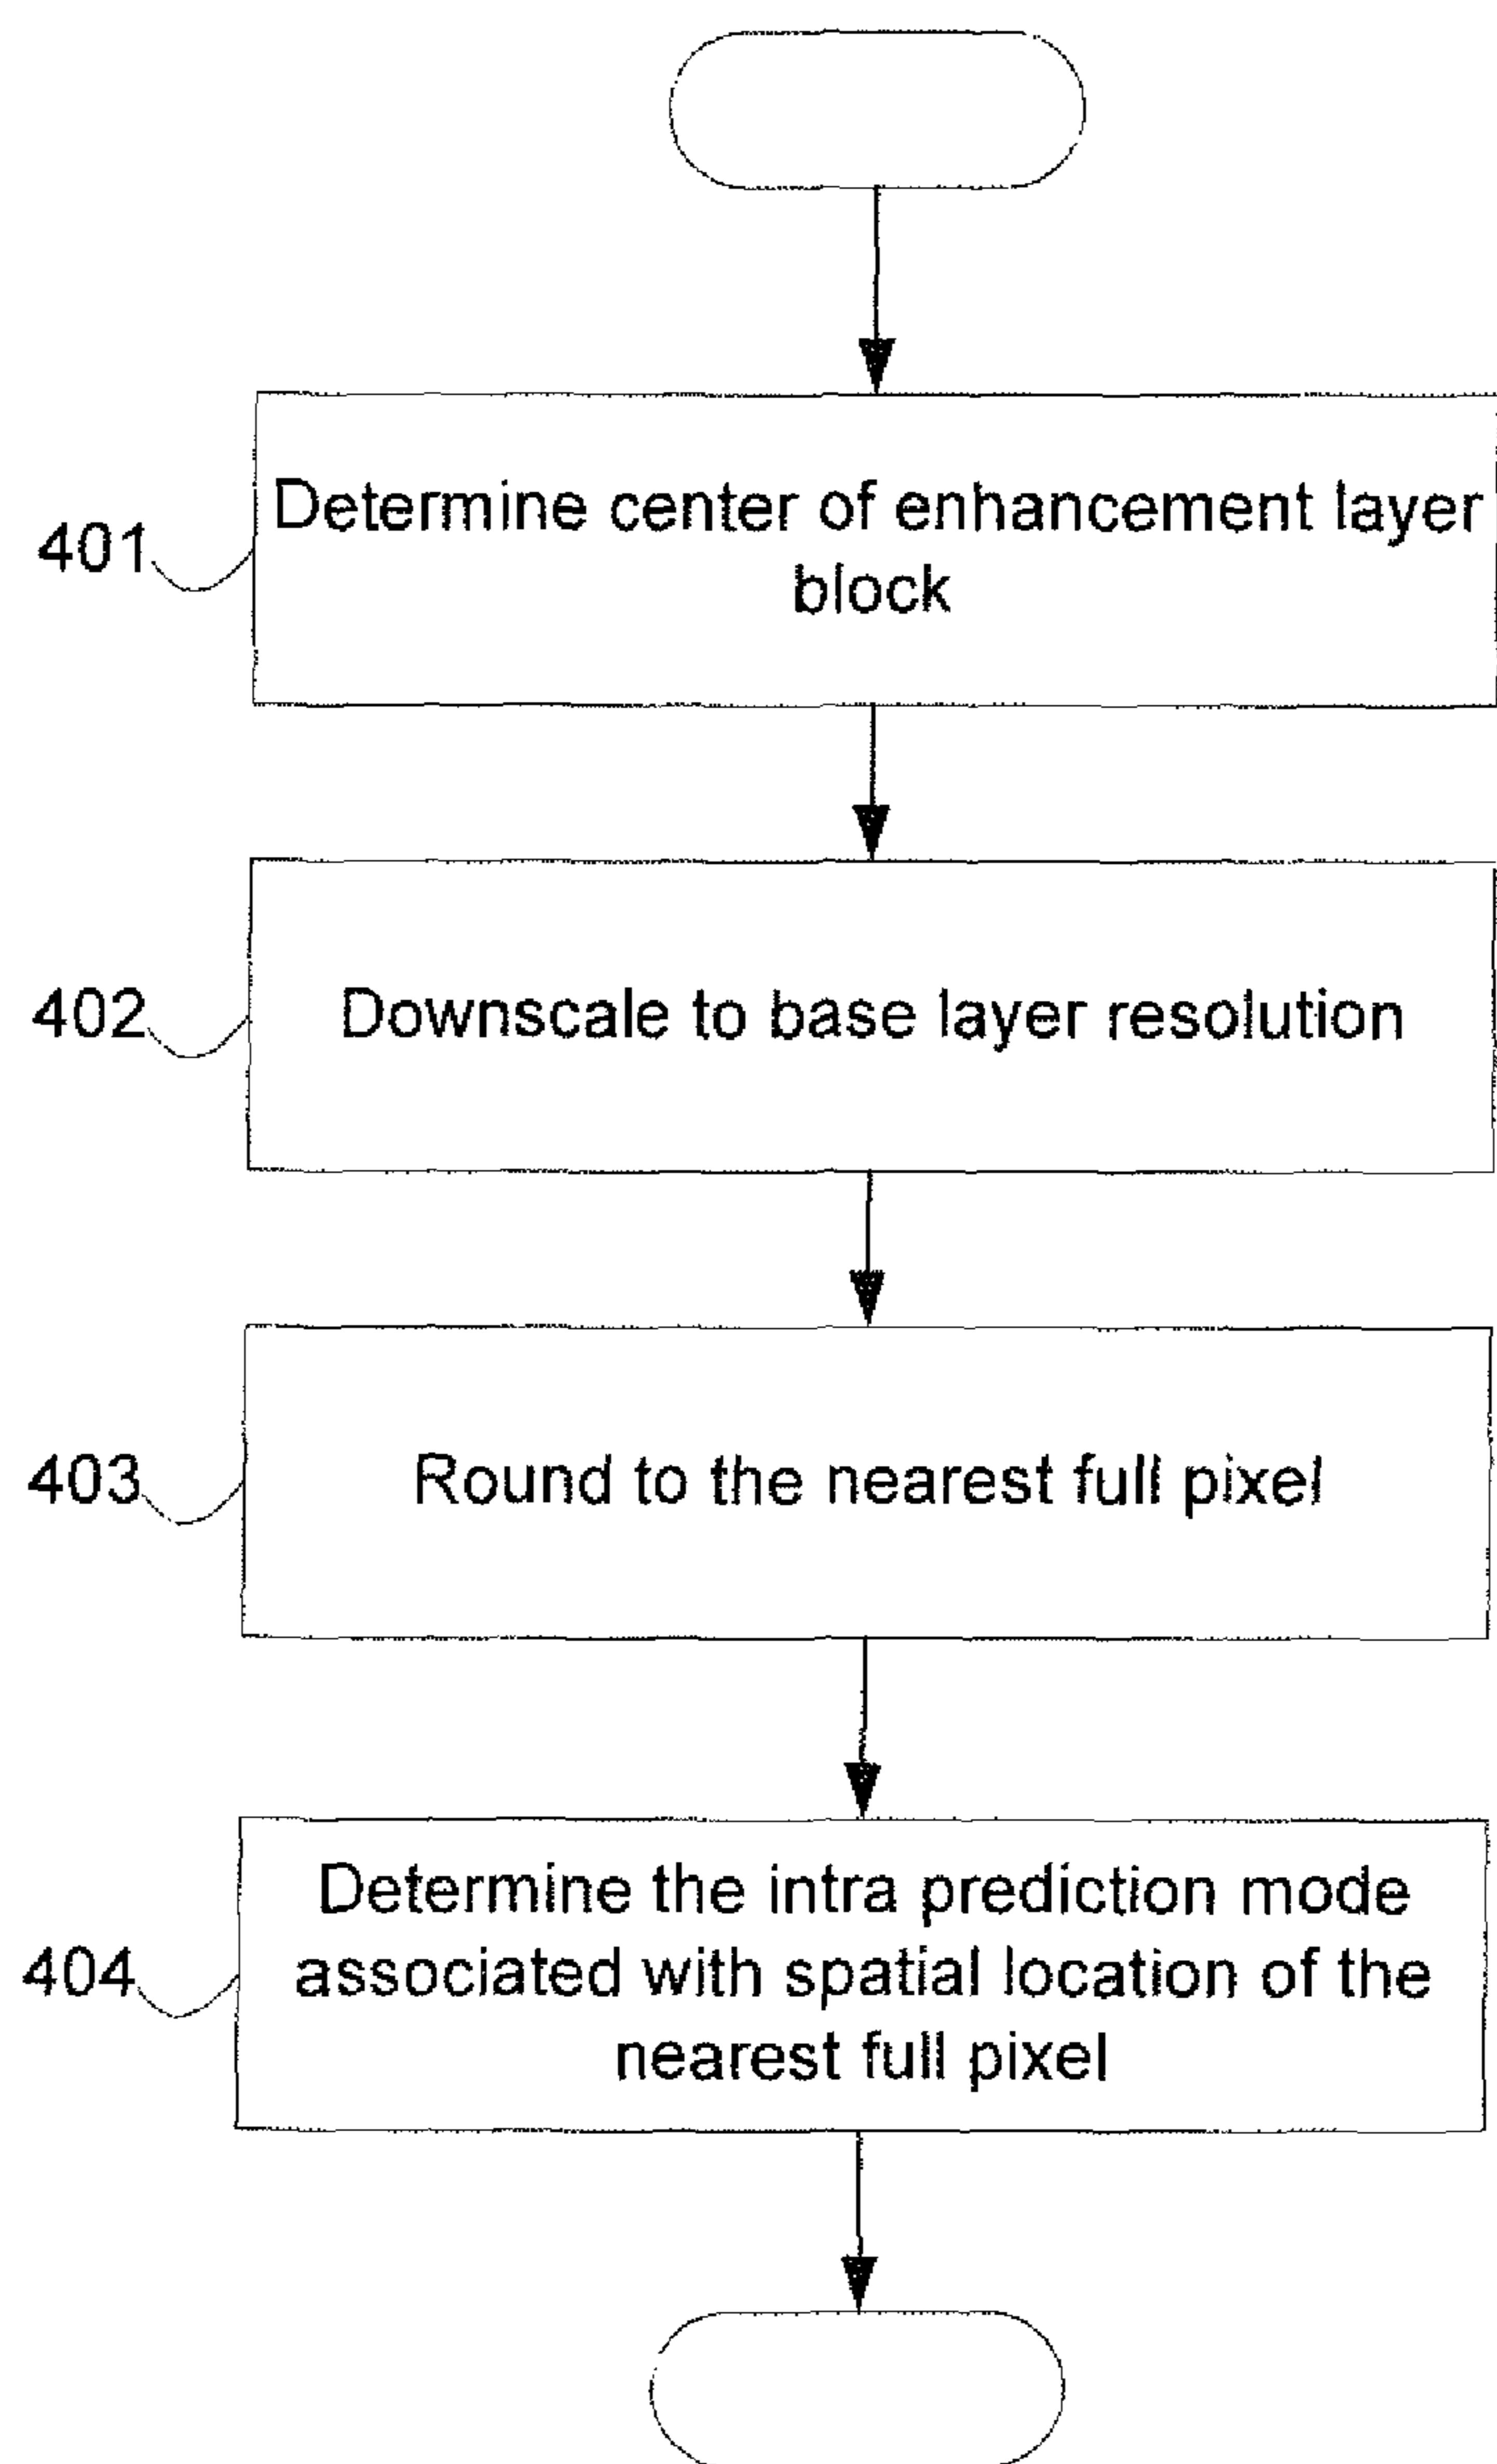 401
Determine center of enhancement layer
block
402
Downscale to base layer resolution
403
Round to the nearest full pixel
404
Determine the intra prediction mode
associated with spatial location of the
nearest full pixel